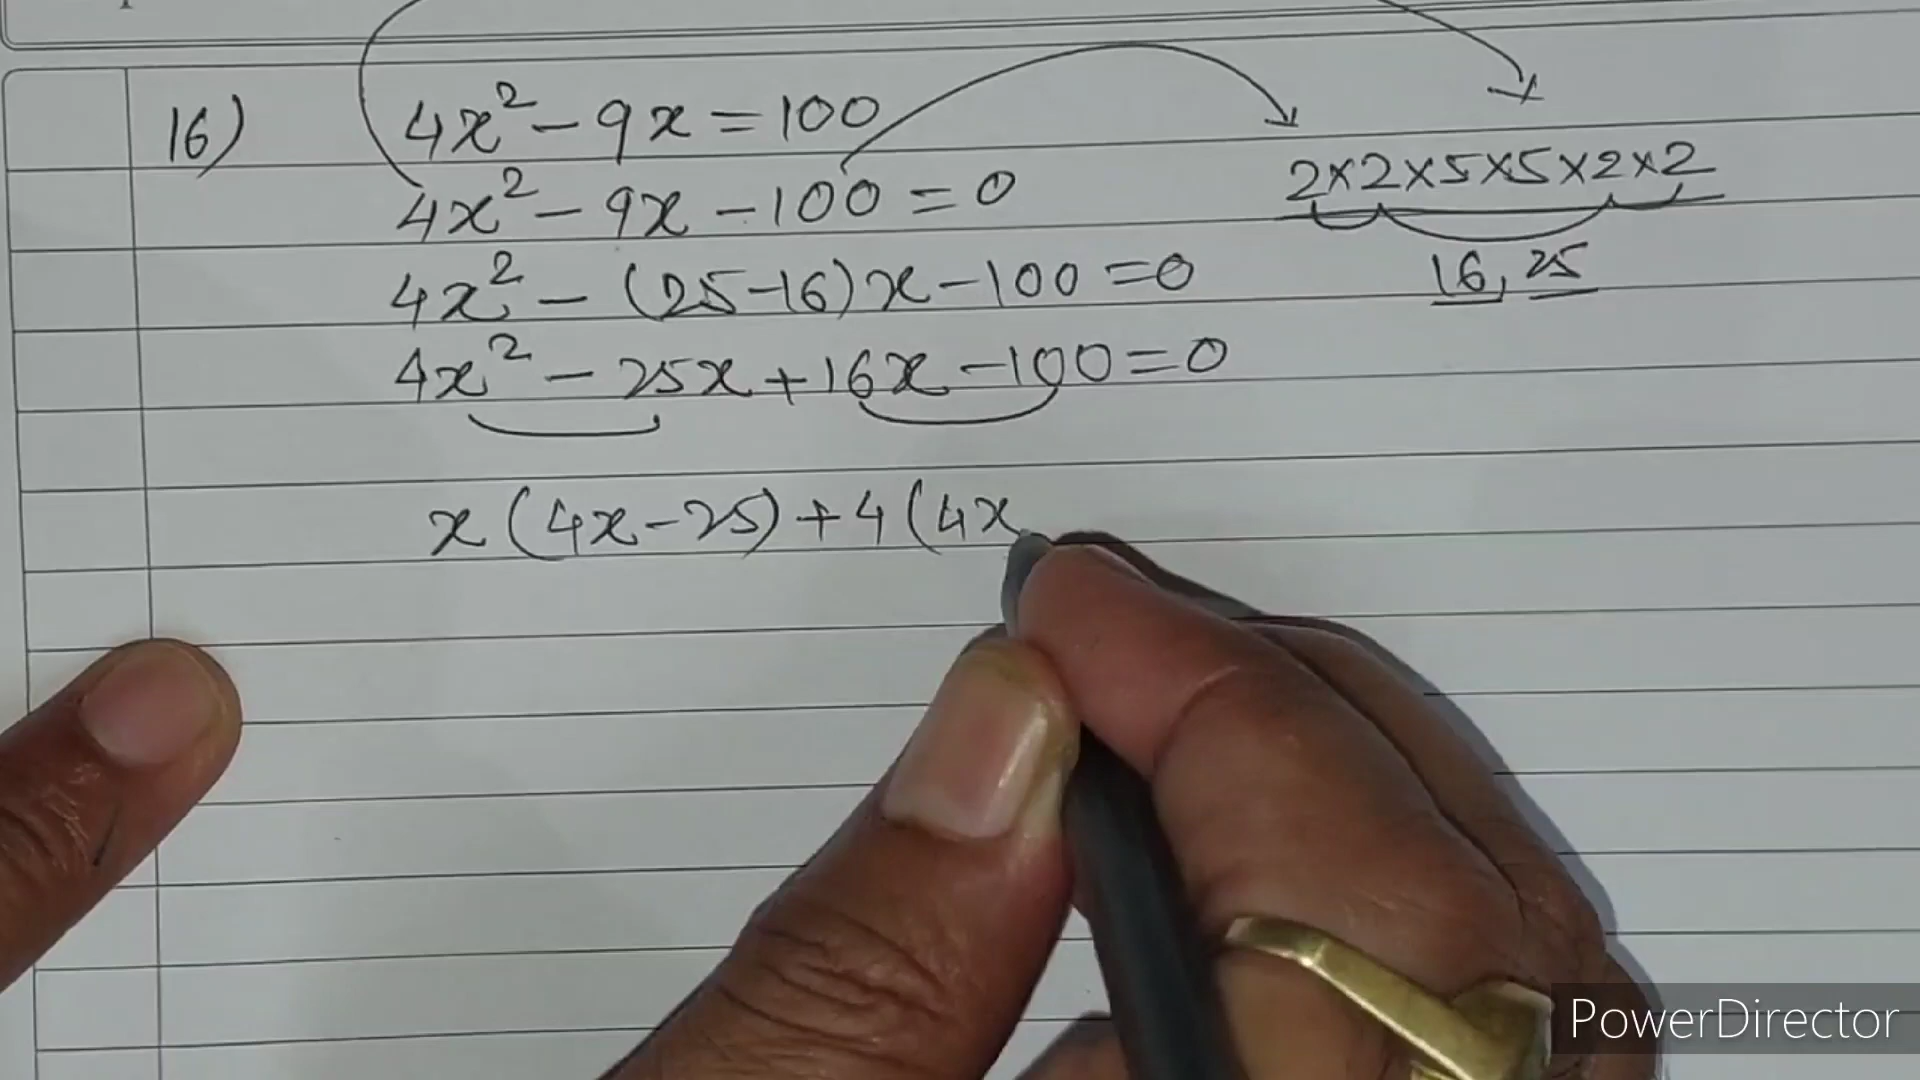 16) 4x² - 9x = 100
4x² - 9x - 100 = 0
4x² - (25-16)x - 100 = 0
4x² - 25x + 16x - 100 = 0
x (4x - 25) + 4 (4x
2×2×5×5×2×2
16, 25
PowerDirector